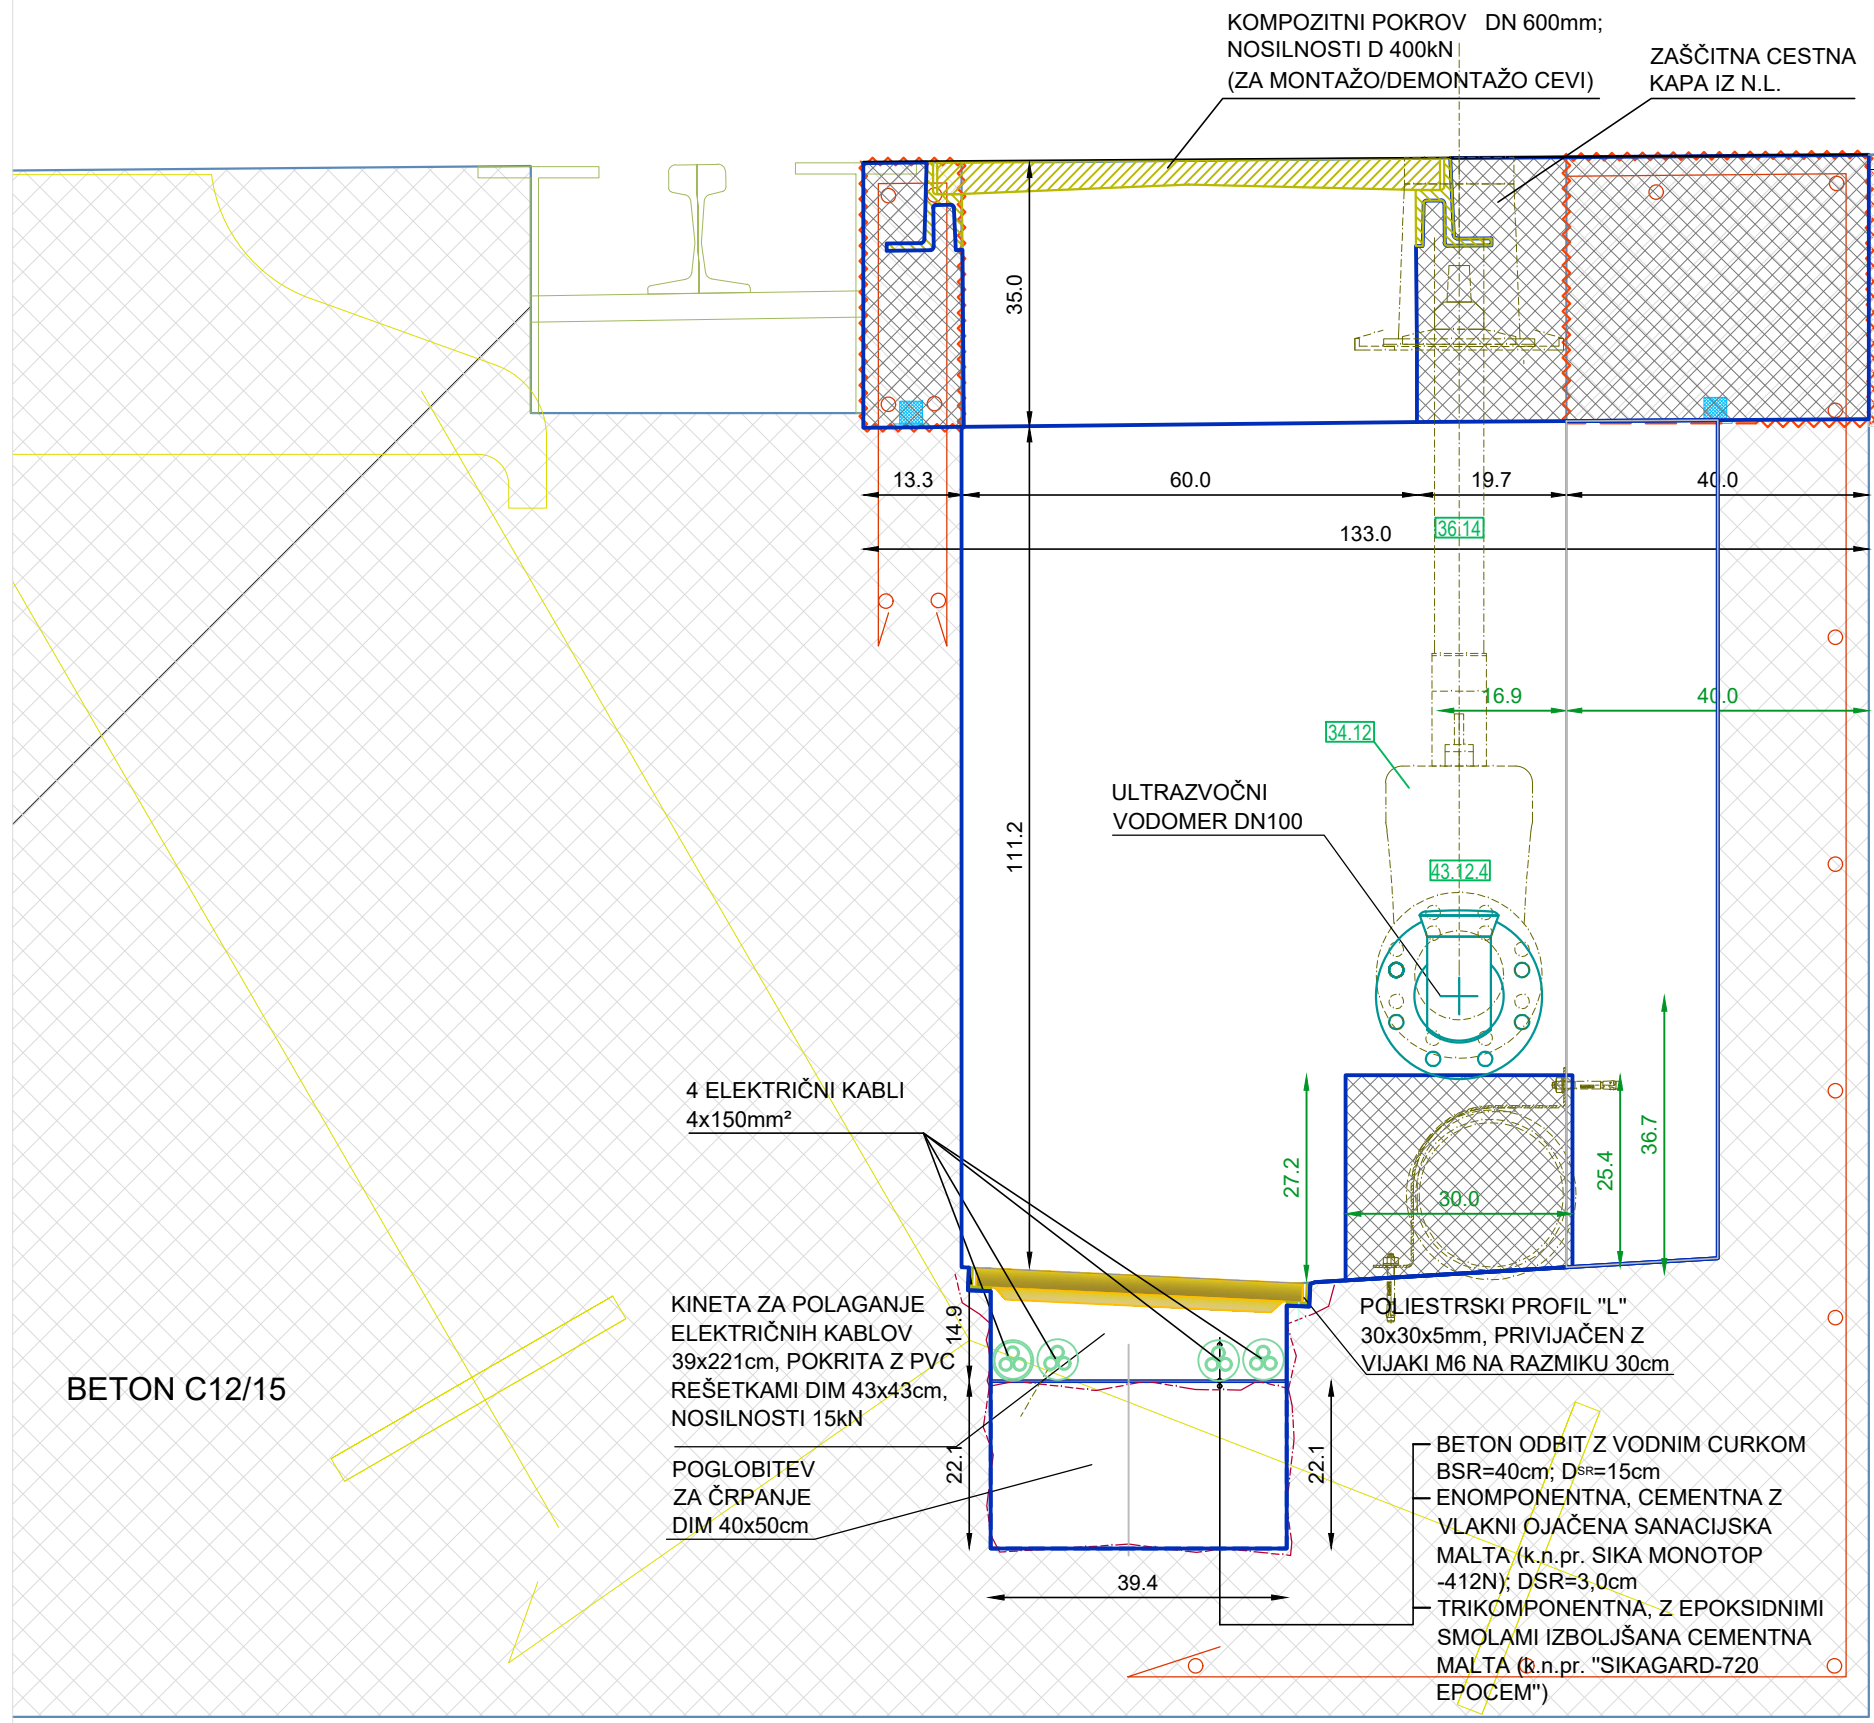 KOMPOZITNI POKROV   DN 600mm;
NOSILNOSTI D 400kN
(ZA MONTAŽO/DEMONTAŽO CEVI)
ZAŠČITNA CESTNA
KAPA IZ N.L.
35.0
13.3
60.0
19.7
40.0
133.0
36.14
16.9
40.0
34.12
ULTRAZVOČNI
VODOMER DN100
111.2
43.12.4
4 ELEKTRIČNI KABLI
4x150mm²
27.2
30.0
25.4
36.7
KINETA ZA POLAGANJE
ELEKTRIČNIH KABLOV
39x221cm, POKRITA Z PVC
REŠETKAMI DIM 43x43cm,
NOSILNOSTI 15kN
14.9
POLIESTRSKI PROFIL "L"
30x30x5mm, PRIVIJAČEN Z
VIJAKI M6 NA RAZMIKU 30cm
BETON C12/15
POGLOBITEV
ZA ČRPANJE
DIM 40x50cm
22.1
22.1
39.4
BETON ODBIT Z VODNIM CURKOM
BSR=40cm; DSR=15cm
ENOMPONENTNA, CEMENTNA Z
VLAKNI OJAČENA SANACIJSKA
MALTA (k.n.pr. SIKA MONOTOP
-412N); DSR=3,0cm
TRIKOMPONENTNA, Z EPOKSIDNIMI
SMOLAMI IZBOLJŠANA CEMENTNA
MALTA (k.n.pr. "SIKAGARD-720
EPOCEM")